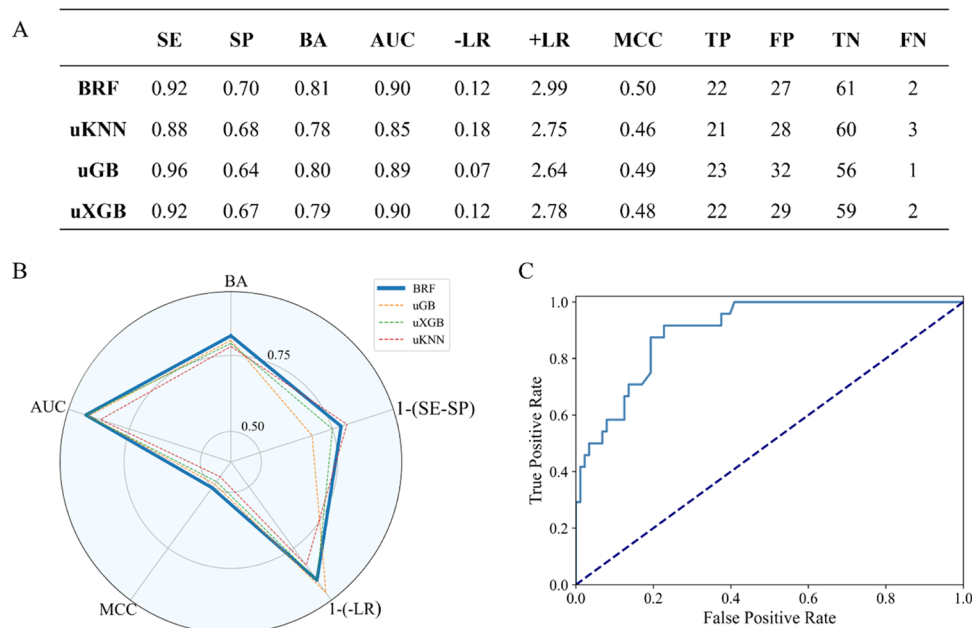 A
SE SP BA AUC -LR +LR MCC TP FP TN FN
BRF 0.92 0.70 0.81 0.90 0.12 2.99 0.50 22 27 61 2
uKNN 0.88 0.68 0.78 0.85 0.18 2.75 0.46 21 28 60 3
uGB 0.96 0.64 0.80 0.89 0.07 2.64 0.49 23 32 56 1
uXGB 0.92 0.67 0.79 0.90 0.12 2.78 0.48 22 29 59 2
B
BA
BRF
uGB
uXGB
uKNN
0.75
0.50
AUC
1-(SE-SP)
MCC
1-(-LR)
C
True Positive Rate
1.0
0.8
0.6
0.4
0.2
0.0
0.0 0.2 0.4 0.6 0.8 1.0
False Positive Rate